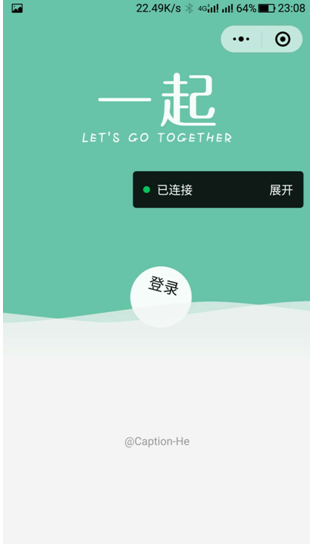 22.49K/s 4G 64% 23:08
一起
LET'S GO TOGETHER
已连接 展开
登录
@Caption-He